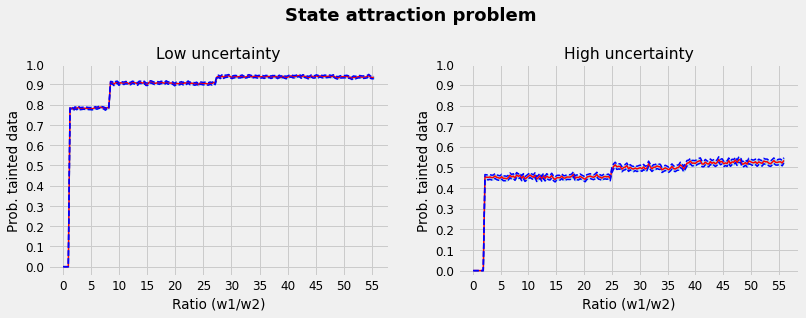 State attraction problem
Low uncertainty
High uncertainty
1.0
0.9
0.8
0.7
0.6
0.5
0.4
0.3
0.2
0.1
0.0
Prob. tainted data
0 5 10 15 20 25 30 35 40 45 50 55
Ratio (w1/w2)
1.0
0.9
0.8
0.7
0.6
0.5
0.4
0.3
0.2
0.1
0.0
Prob. tainted data
0 5 10 15 20 25 30 35 40 45 50 55
Ratio (w1/w2)